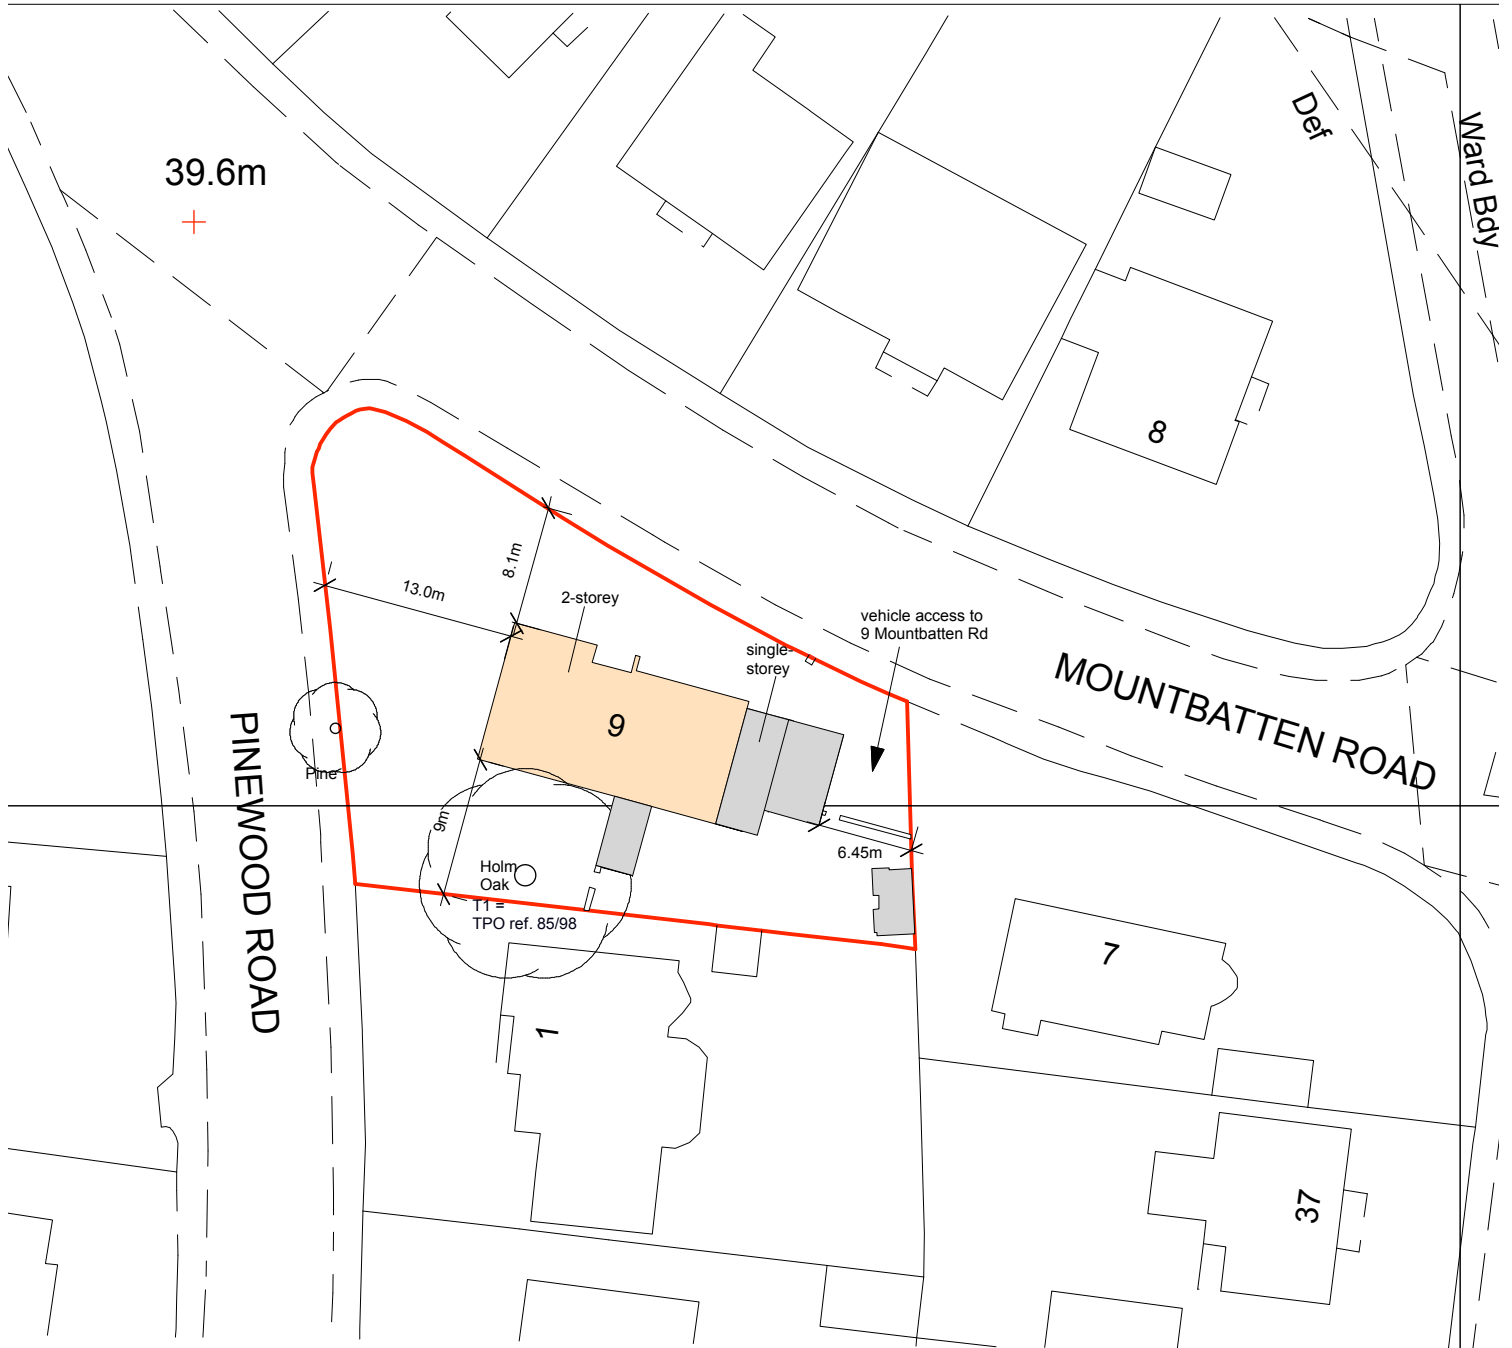 39.6m
Def
Ward Bdy
8
8.1m
13.0m
2-storey
vehicle access to
9 Mountbatten Rd
single-
storey
MOUNTBATTEN ROAD
9
PINEWOOD ROAD
Pine
9m
6.45m
Holm
Oak
T1 =
TPO ref. 85/98
7
1
37